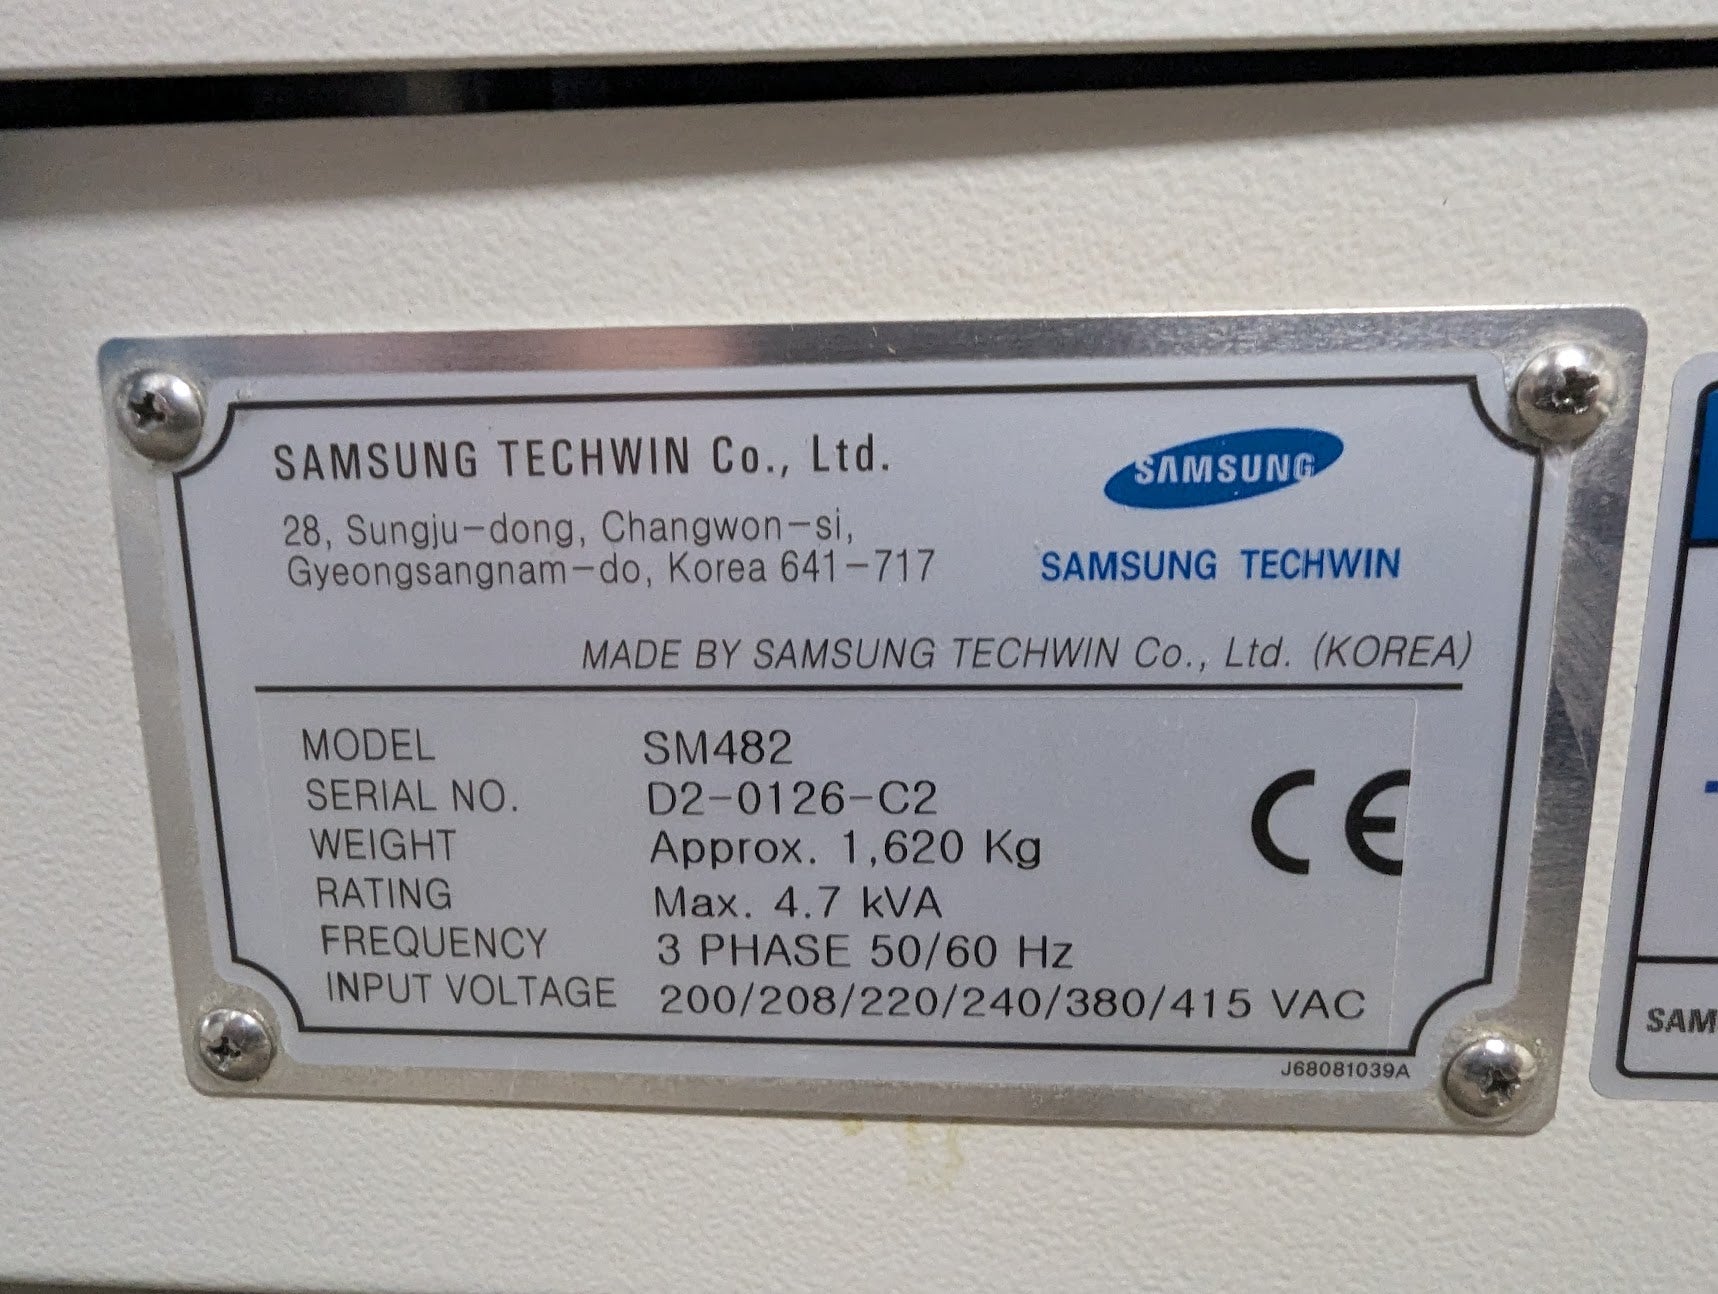 SAMSUNG TECHWIN Co., Ltd.
28, Sungju-dong, Changwon-si,
Gyeongsangnam-do, Korea 641-717
SAMSUNG
SAMSUNG TECHWIN
MADE BY SAMSUNG TECHWIN Co., Ltd. (KOREA)
MODEL SM482
SERIAL NO. D2-0126-C2
WEIGHT Approx. 1,620 Kg
RATING Max. 4.7 kVA
FREQUENCY 3 PHASE 50/60 Hz
INPUT VOLTAGE 200/208/220/240/380/415 VAC
CE
J68081039A
SAM